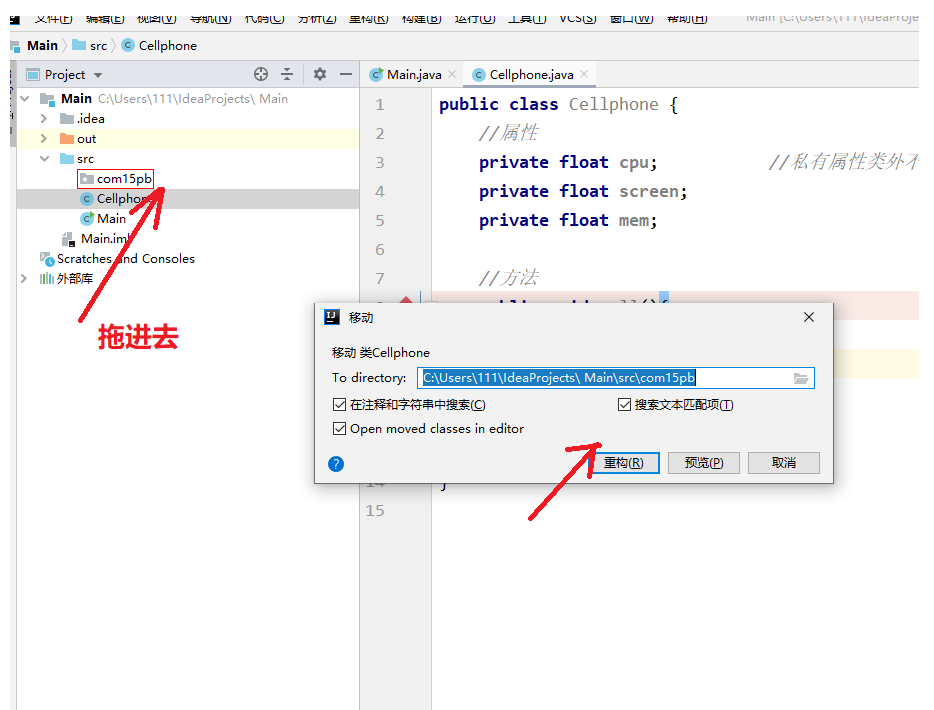 文件(F) 编辑(E) 视图(V) 导航(N) 代码(C) 分析(Z) 重构(R) 构建(B) 运行(U) 工具(T) VCS(S) 窗口(W) 帮助(H) Main [C:\Users\111\IdeaProje
Main src Cellphone
Project
Main.java Cellphone.java
Main C:\Users\111\IdeaProjects\ Main
.idea
out
src
com15pb
Cellphone
Main
Main.iml
Scratches and Consoles
外部库
拖进去
1 public class Cellphone {
2 //属性
3 private float cpu; //私有属性类外不
4 private float screen;
5 private float mem;
6
7 //方法
移动
移动 类Cellphone
To directory: C:\Users\111\IdeaProjects\ Main\src\com15pb
在注释和字符串中搜索(C) 搜索文本匹配项(T)
Open moved classes in editor
? 重构(R) 预览(P) 取消
14 }
15